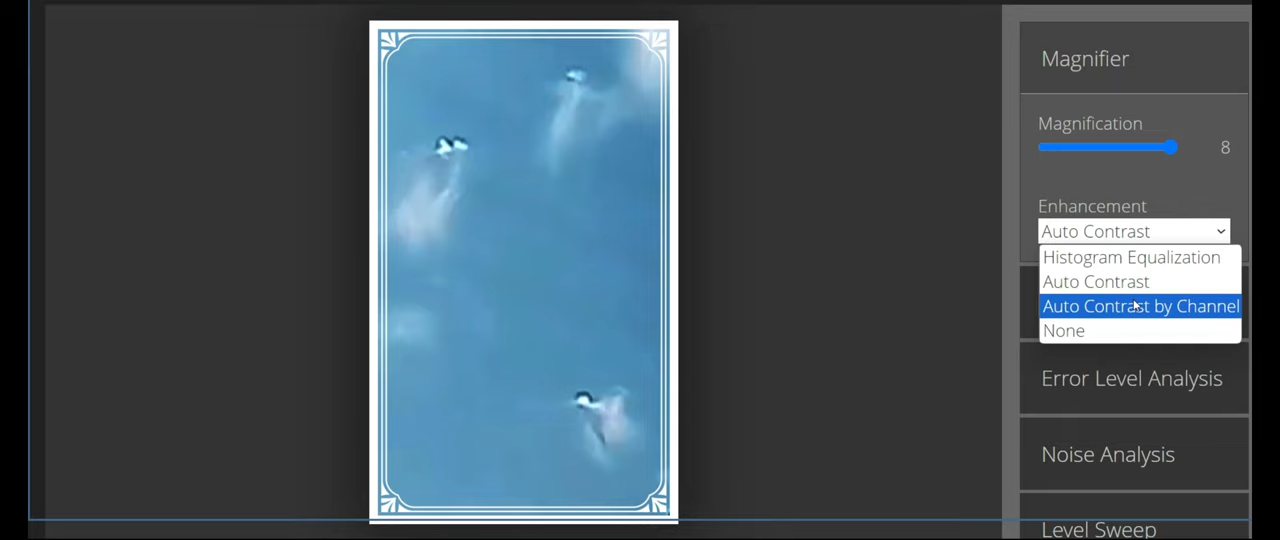 Magnifier
Magnification
8
Enhancement
Auto Contrast
Histogram Equalization
Auto Contrast
Auto Contrast by Channel
None
Error Level Analysis
Noise Analysis
Level Sweep